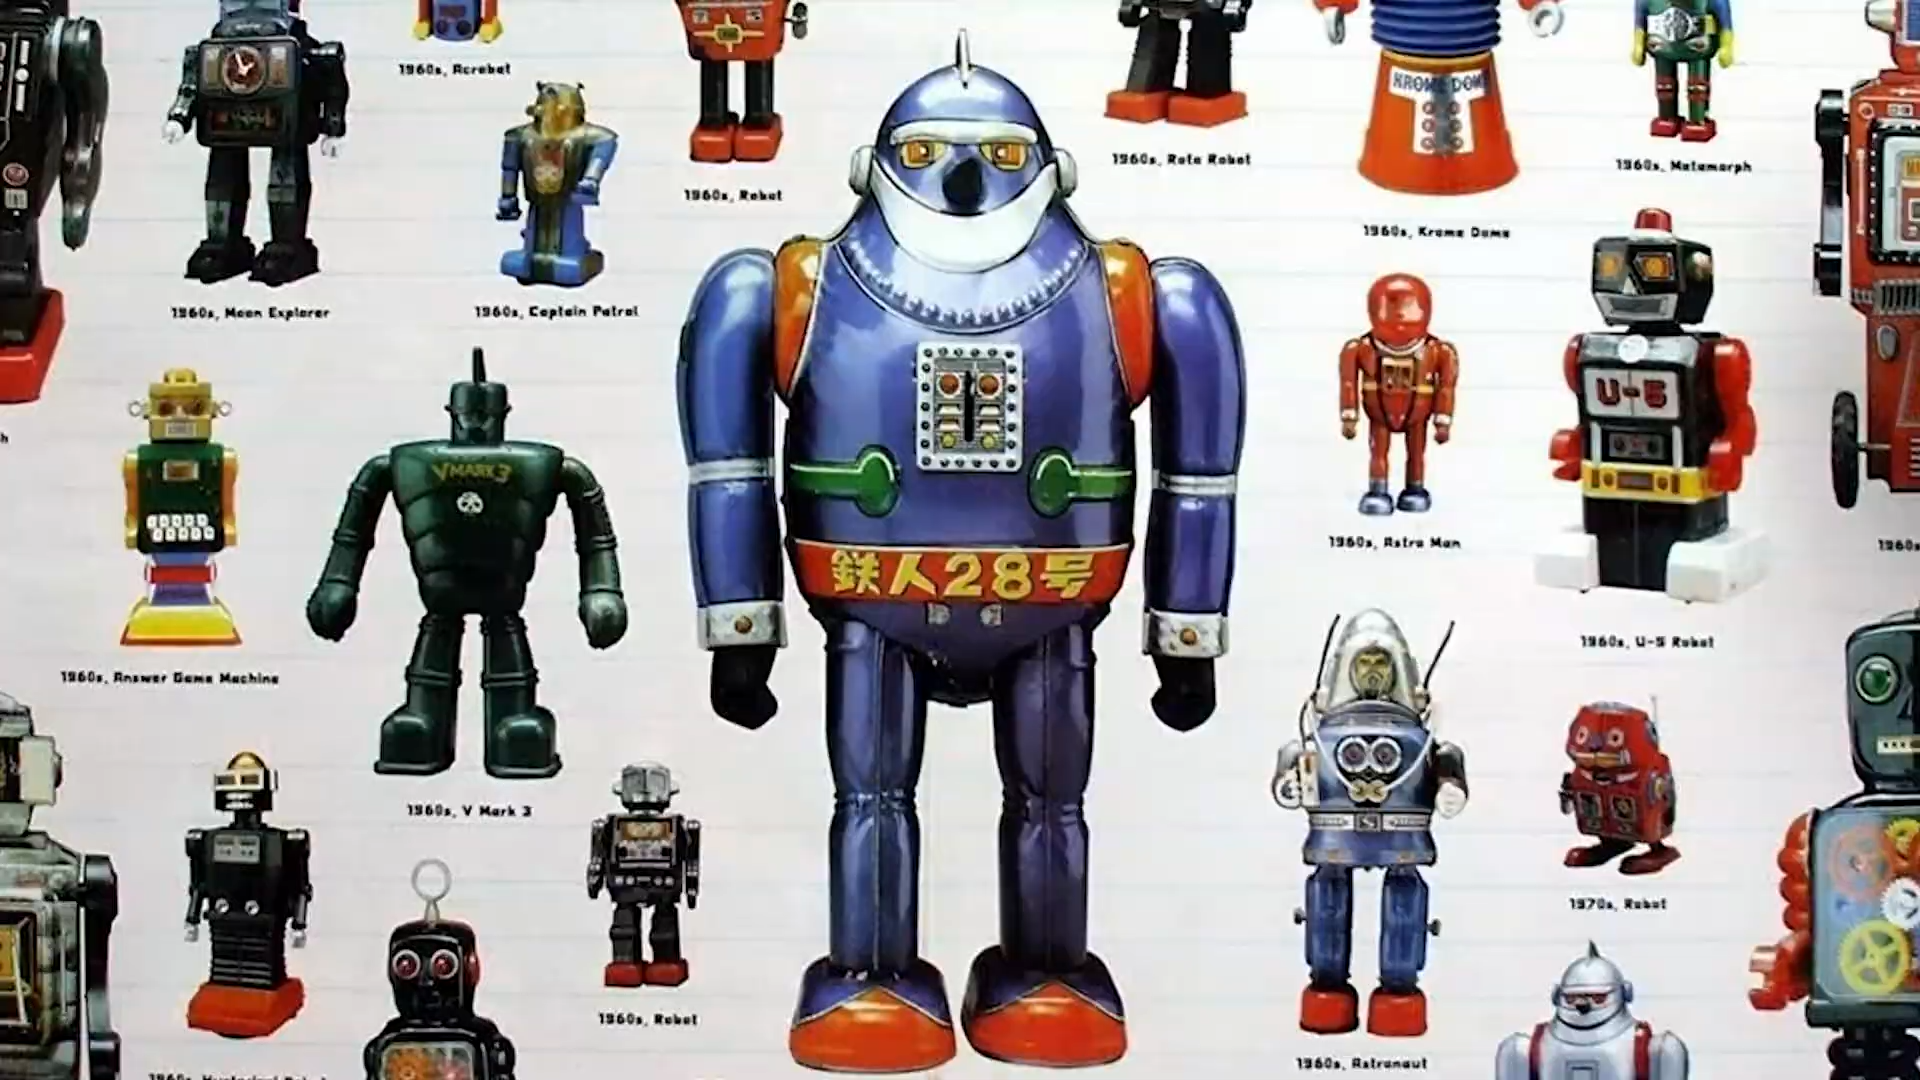 1960s, Acrobat
KROME DOME
1960s, Roto Robot
1960s, Metamorph
1960s, Robot
1960s, Krome Dome
1960s, Moon Explorer
1960s, Captain Patrol
U-5
VMARK3
1960s, Astro Man
鉄人28号
1960s, U-5 Robot
1960s, Answer Game Machine
1960s, V Mark 3
1970s, Robot
1960s, Robot
1960s, Astronaut